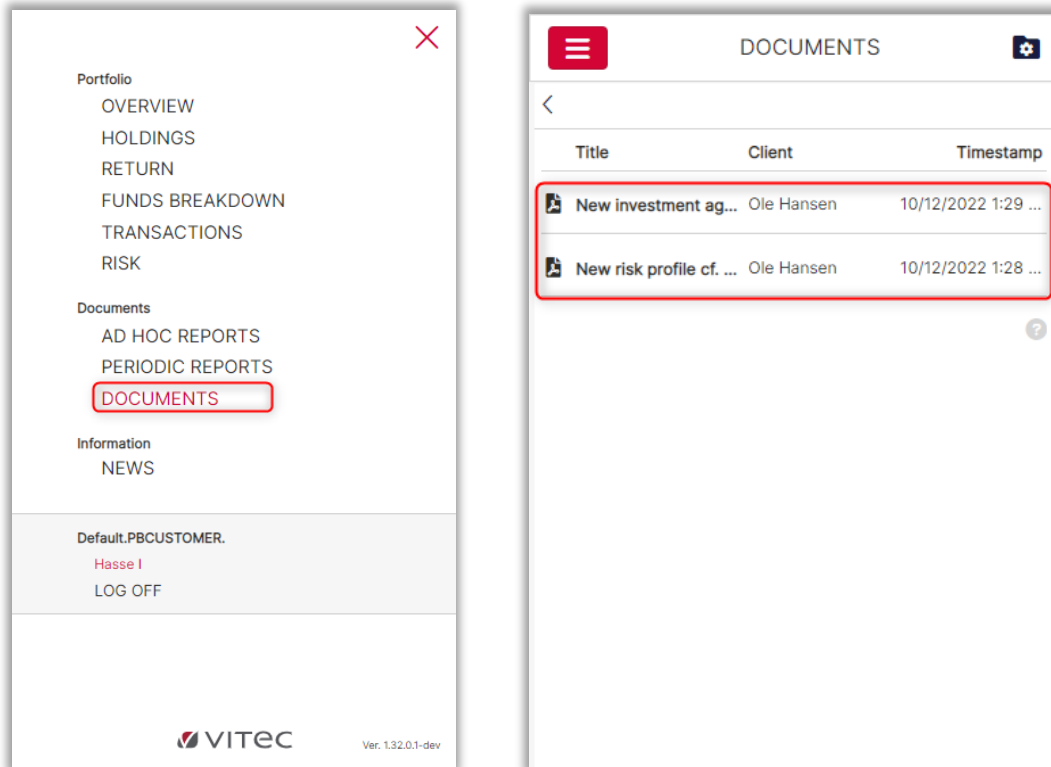 Portfolio
OVERVIEW
HOLDINGS
RETURN
FUNDS BREAKDOWN
TRANSACTIONS
RISK
Documents
AD HOC REPORTS
PERIODIC REPORTS
DOCUMENTS
Information
NEWS
Default.PBCUSTOMER.
Hasse I
LOG OFF
vitec
Ver. 1.32.0.1-dev
DOCUMENTS
Title Client Timestamp
New investment ag... Ole Hansen 10/12/2022 1:29 ...
New risk profile cf. ... Ole Hansen 10/12/2022 1:28 ...
?